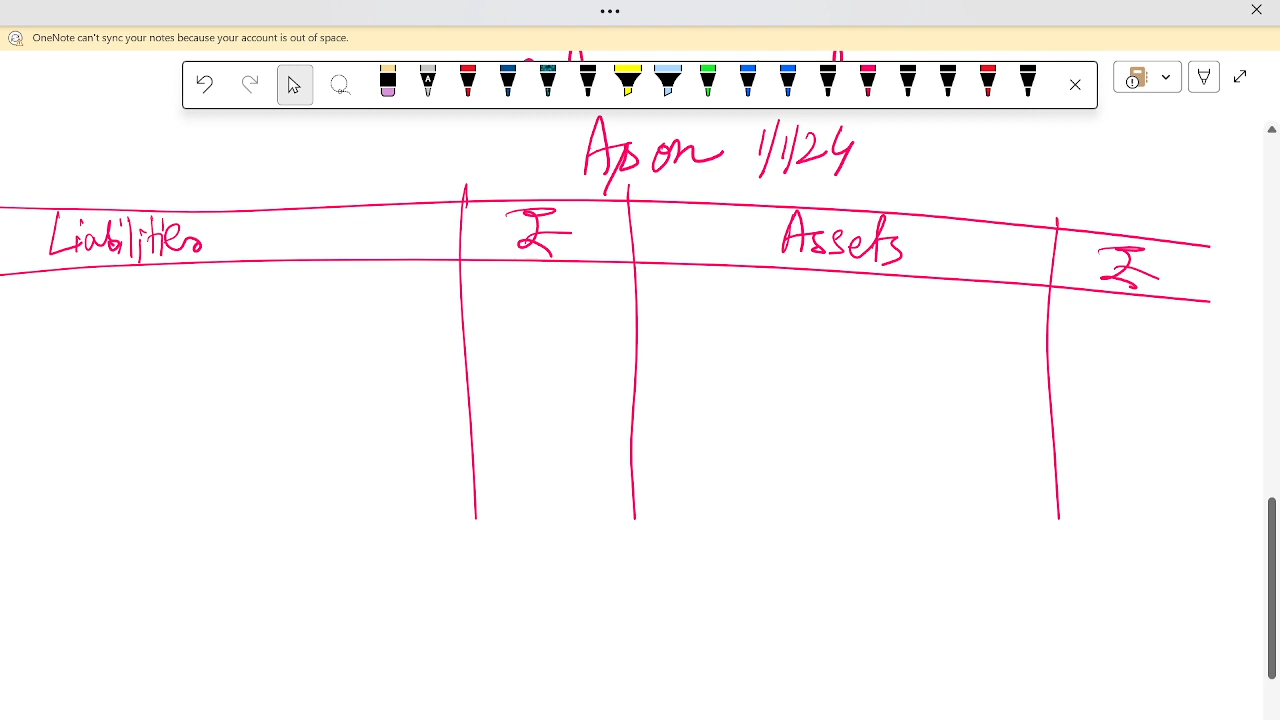 OneNote can't sync your notes because your account is out of space.
A
As on 1/1/24
Liabilities ₹ Assets ₹